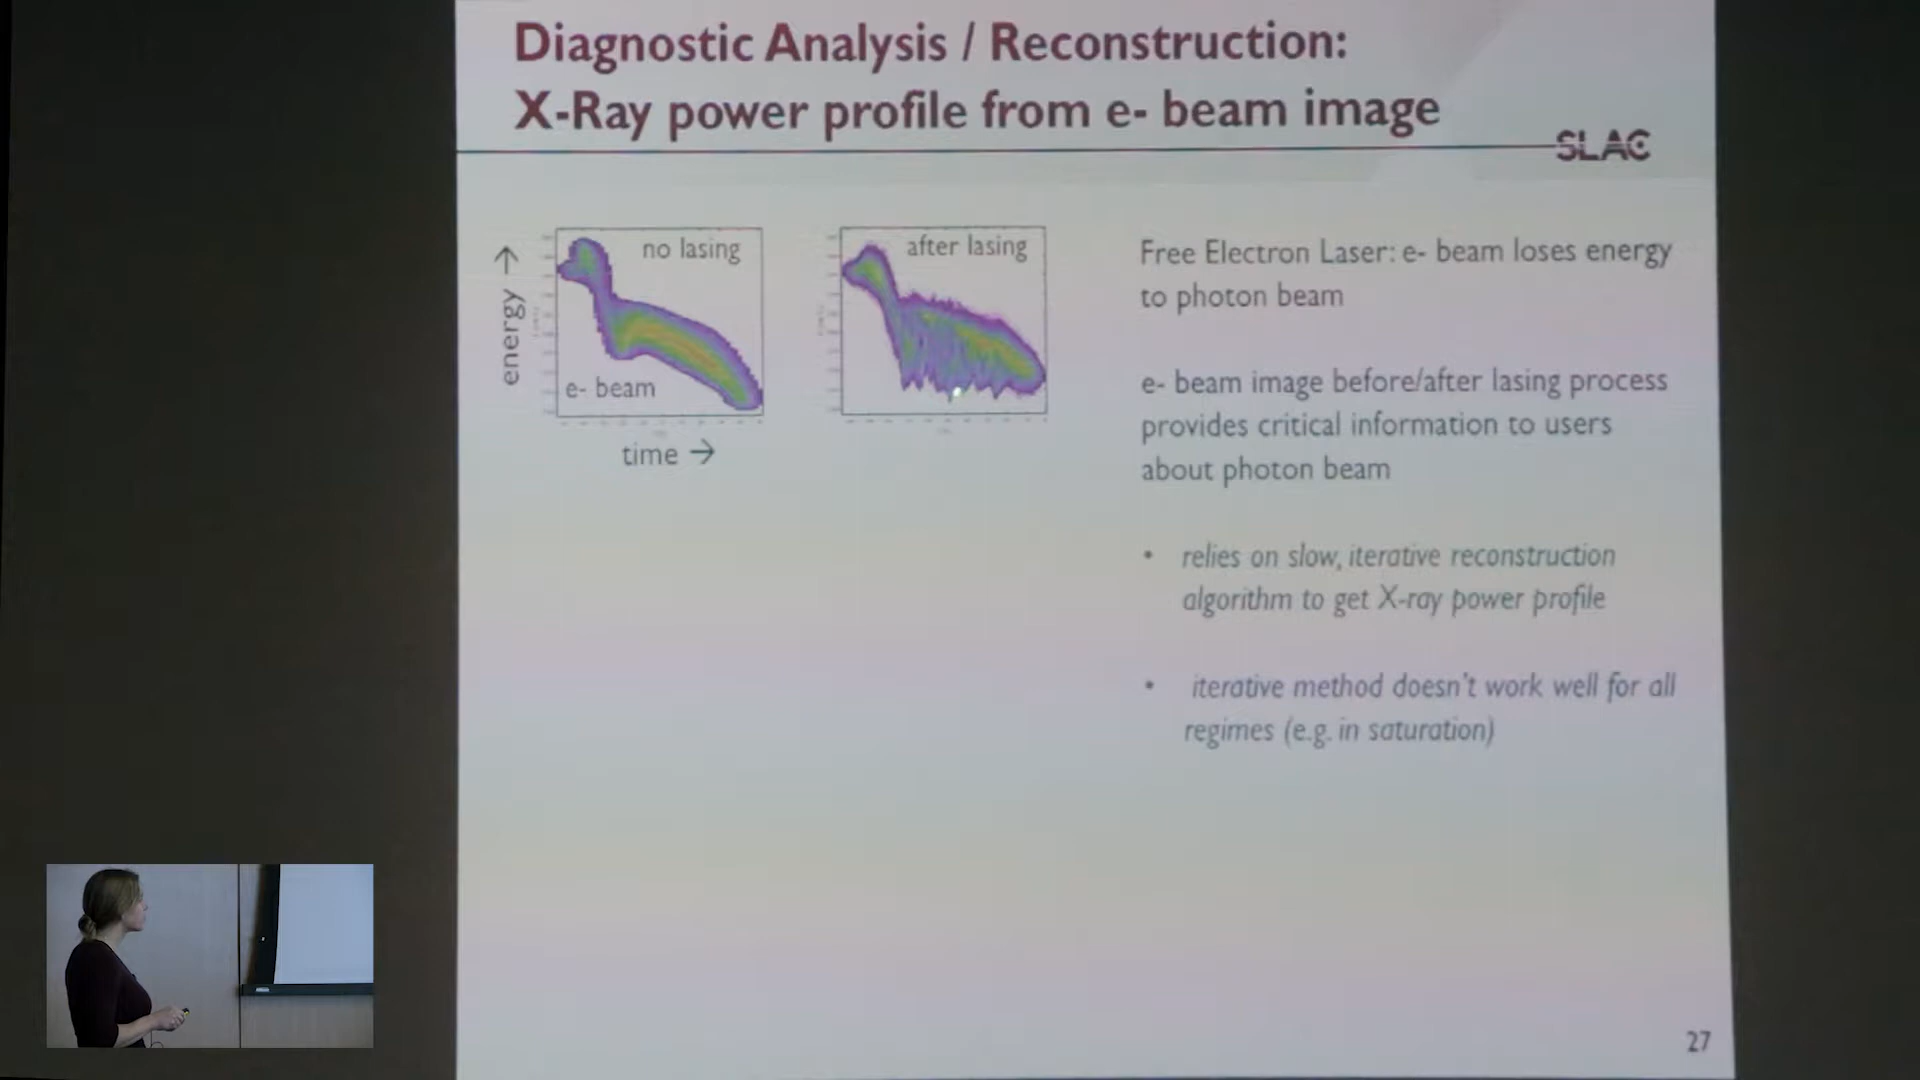 Diagnostic Analysis / Reconstruction:
X-Ray power profile from e- beam image
SLAC
energy →
no lasing
e- beam
time →
after lasing
Free Electron Laser: e- beam loses energy
to photon beam
e- beam image before/after lasing process
provides critical information to users
about photon beam
• relies on slow, iterative reconstruction
algorithm to get X-ray power profile
• iterative method doesn't work well for all
regimes (e.g. in saturation)
27